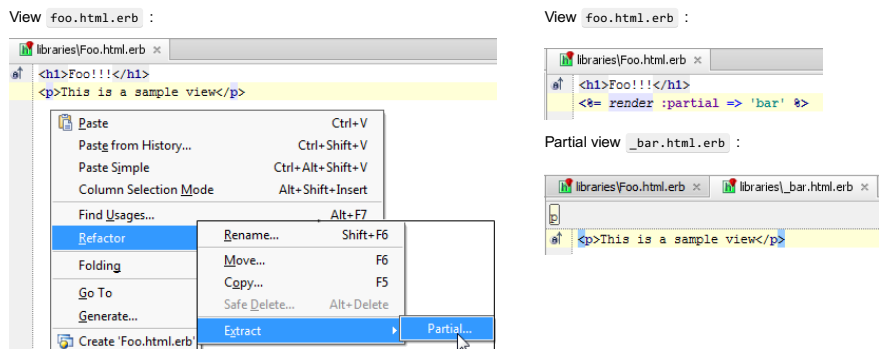 View foo.html.erb :
libraries\Foo.html.erb
<h1>Foo!!!</h1>
<p>This is a sample view</p>
Paste Ctrl+V
Paste from History... Ctrl+Shift+V
Paste Simple Ctrl+Alt+Shift+V
Column Selection Mode Alt+Shift+Insert
Find Usages... Alt+F7
Refactor
Folding
Go To
Generate...
Create 'Foo.html.erb'
Rename... Shift+F6
Move... F6
Copy... F5
Safe Delete... Alt+Delete
Extract
Partial...
View foo.html.erb :
libraries\Foo.html.erb
<h1>Foo!!!</h1>
<%= render :partial => 'bar' %>
Partial view _bar.html.erb :
libraries\Foo.html.erb libraries\_bar.html.erb
p
<p>This is a sample view</p>